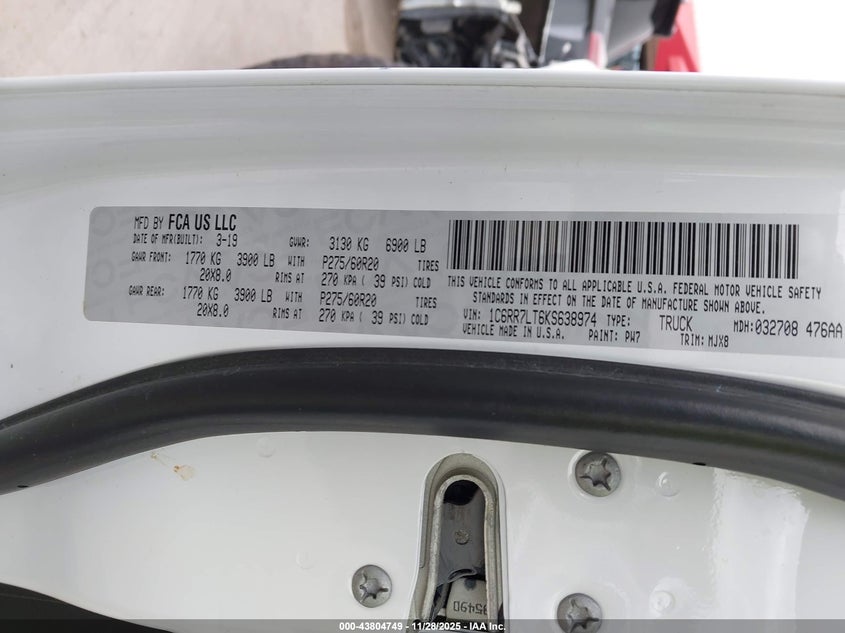 MFD BY FCA US LLC
DATE OF MFR(BUILT): 3-19 GVWR: 3130 KG 6900 LB
GAWR FRONT: 1770 KG 3900 LB WITH P275/60R20 TIRES
20X8.0 RIMS AT 270 KPA ( 39 PSI) COLD
GAWR REAR: 1770 KG 3900 LB WITH P275/60R20 TIRES
20X8.0 RIMS AT 270 KPA ( 39 PSI) COLD
THIS VEHICLE CONFORMS TO ALL APPLICABLE U.S.A. FEDERAL MOTOR VEHICLE SAFETY
STANDARDS IN EFFECT ON THE DATE OF MANUFACTURE SHOWN ABOVE.
VIN: 1C6RR7LT6KS638974 TYPE: TRUCK MDH:032708 476AA
VEHICLE MADE IN U.S.A. PAINT: PW7 TRIM: MJX8
000-43804749 | 11/28/2025 — IAA Inc.